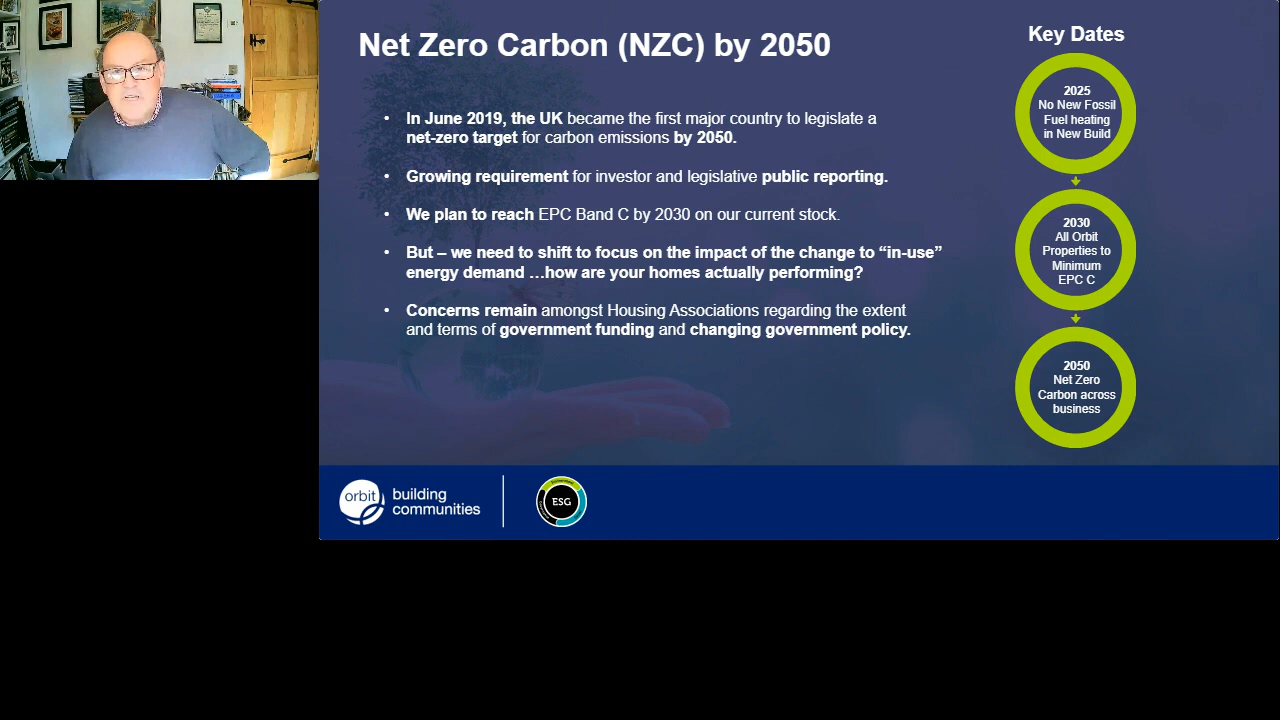 Net Zero Carbon (NZC) by 2050
• In June 2019, the UK became the first major country to legislate a
net-zero target for carbon emissions by 2050.
• Growing requirement for investor and legislative public reporting.
• We plan to reach EPC Band C by 2030 on our current stock.
• But – we need to shift to focus on the impact of the change to “in-use”
energy demand …how are your homes actually performing?
• Concerns remain amongst Housing Associations regarding the extent
and terms of government funding and changing government policy.
Key Dates
2025
No New Fossil
Fuel heating
in New Build
2030
All Orbit
Properties to
Minimum
EPC C
2050
Net Zero
Carbon across
business
orbit
building
communities
ESG